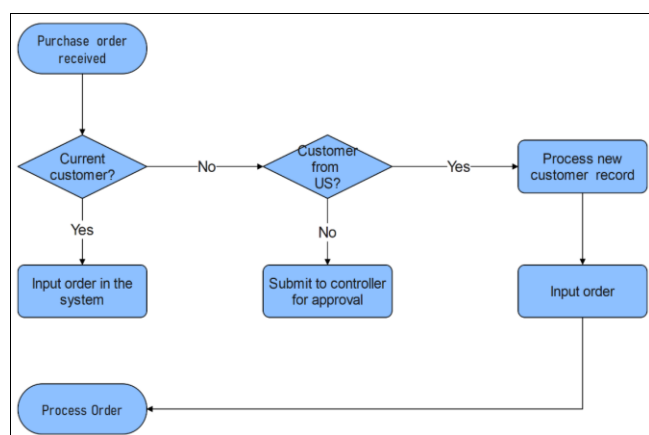 Purchase order
received
Current
customer?
No
Customer
from
US?
Yes
Process new
customer record
Yes
No
Input order in the
system
Submit to controller
for approval
Input order
Process Order